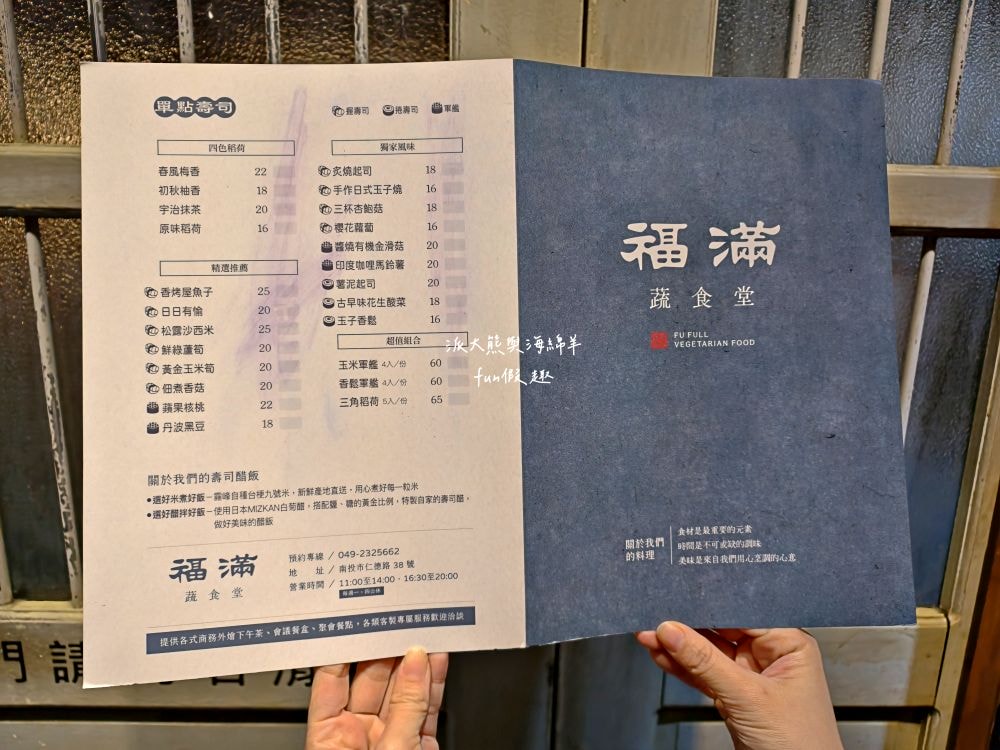 單點壽司
握壽司 捲壽司 軍艦
四色稻荷
春風梅香 22
初秋柚香 18
宇治抹茶 20
原味稻荷 16
精選推薦
香烤屋魚子 25
日日有愉 20
松露沙西米 25
鮮綠蘆筍 20
黃金玉米筍 20
佃煮香菇 20
蘋果核桃 22
丹波黑豆 18
獨家風味
炙燒起司 18
手作日式玉子燒 16
三杯杏鮑菇 18
櫻花蘿蔔 16
醬燒有機金滑菇 20
印度咖哩馬鈴薯 20
薯泥起司 20
古早味花生酸菜 18
玉子香鬆 16
超值組合
玉米軍艦 4入/份 60
香鬆軍艦 4入/份 60
三角稻荷 5入/份 65
關於我們的壽司醋飯
●選好米煮好飯－霧峰自種台梗九號米，新鮮產地直送，用心煮好每一粒米
●選好醋拌好飯－使用日本MIZKAN白菊醋，搭配鹽、糖的黃金比例，特製自家的壽司醋，
做好美味的醋飯
福滿
蔬食堂
預約專線 / 049-2325662
地 址 / 南投市仁德路 38 號
營業時間 / 11:00至14:00、16:30至20:00
提供各式商務外燴下午茶、會議餐盒、聚會餐點，各類客製專屬服務歡迎洽談
福滿
蔬食堂
FU FULL
VEGETARIAN FOOD
關於我們
的料理
食材是最重要的元素
時間是不可或缺的調味
美味是來自我們用心烹調的心意
派大熊與海綿羊
fun假趣
門 請